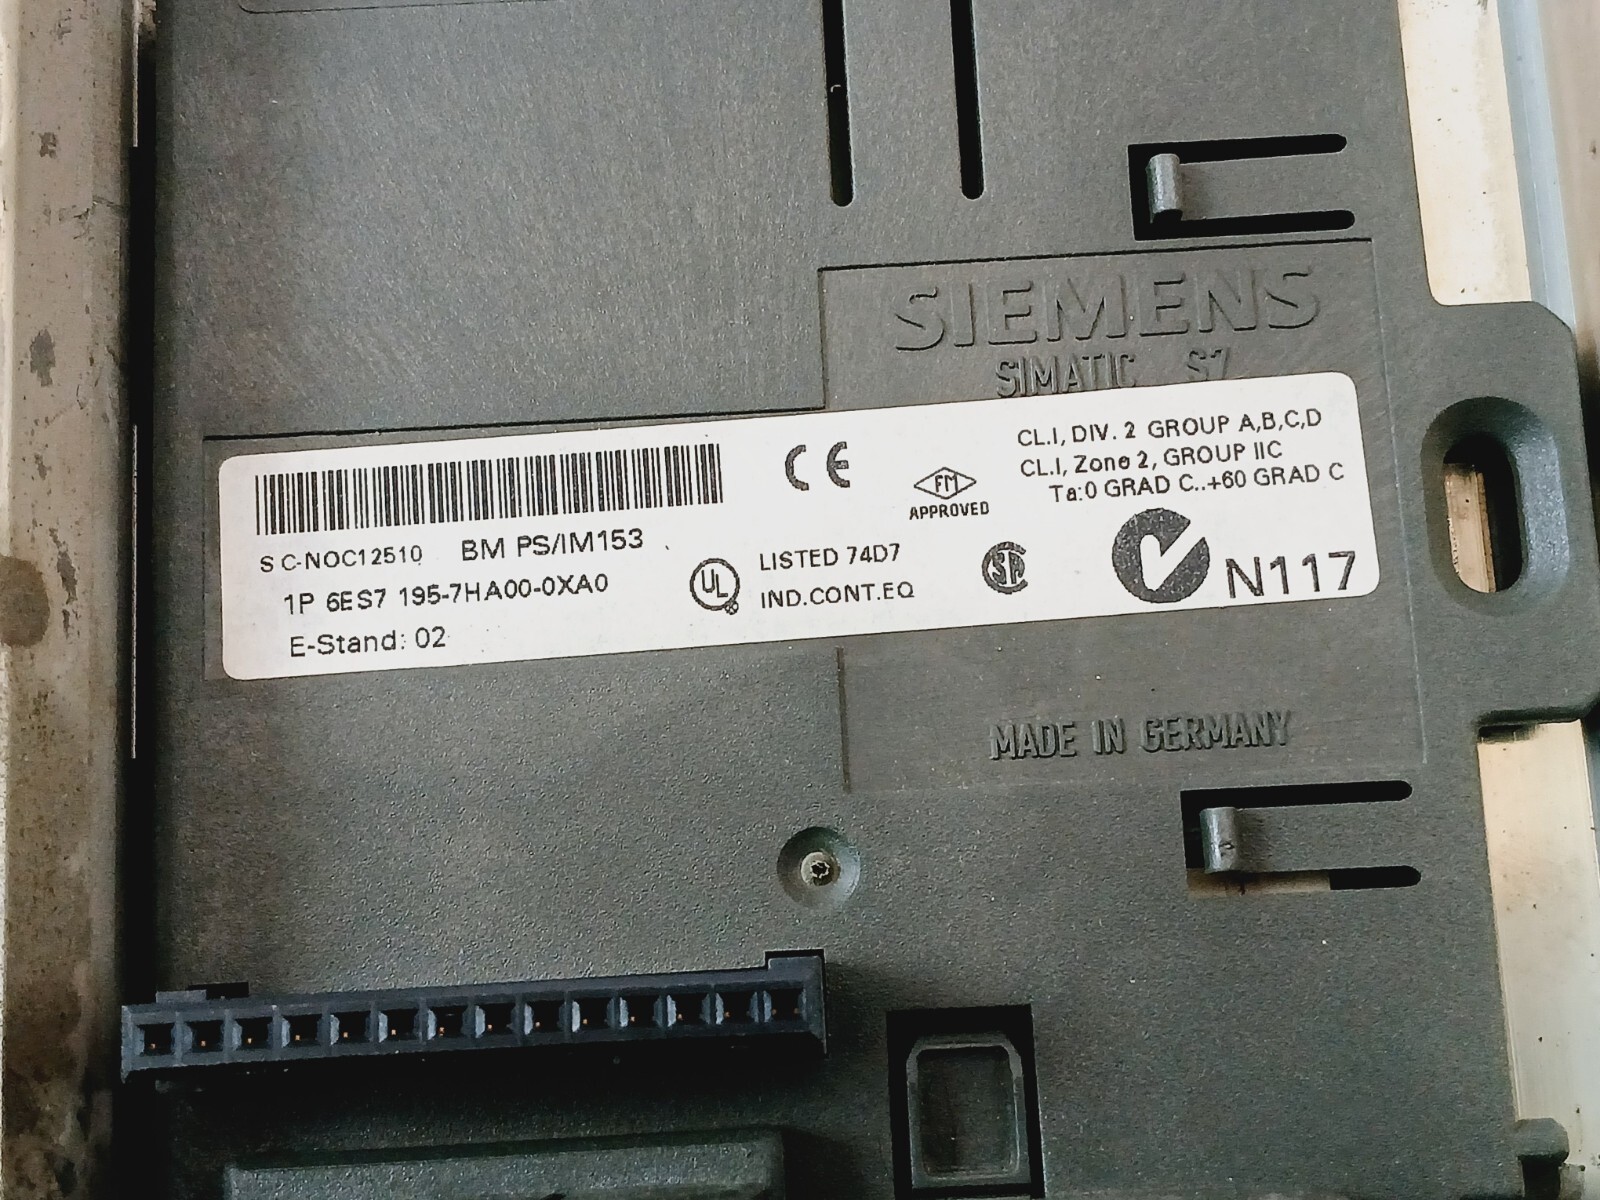 SIEMENS
SIMATIC S7
S C-NOC12510 BM PS/IM153
1P 6ES7 195-7HA00-0XA0
E-Stand: 02
CE
FM
APPROVED
CL.I, DIV. 2 GROUP A,B,C,D
CL.I, Zone 2, GROUP IIC
Ta:0 GRAD C..+60 GRAD C
UL
LISTED 74D7
IND.CONT.EQ
SA
N117
MADE IN GERMANY